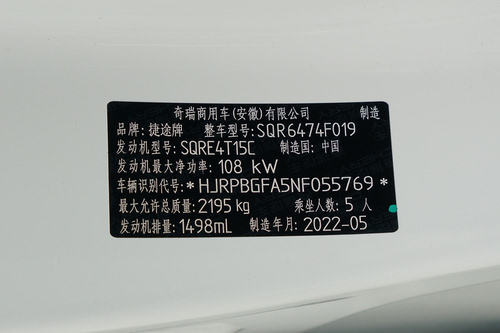 奇瑞商用车(安徽)有限公司 制造
品牌:捷途牌 整车型号:SQR6474F019
发动机型号:SQRE4T15C 制造国:中国
发动机最大净功率:108 kW
车辆识别代号:*HJRPBGFA5NF055769*
最大允许总质量:2195 kg 乘坐人数:5 人
发动机排量:1498mL 制造年月:2022-05